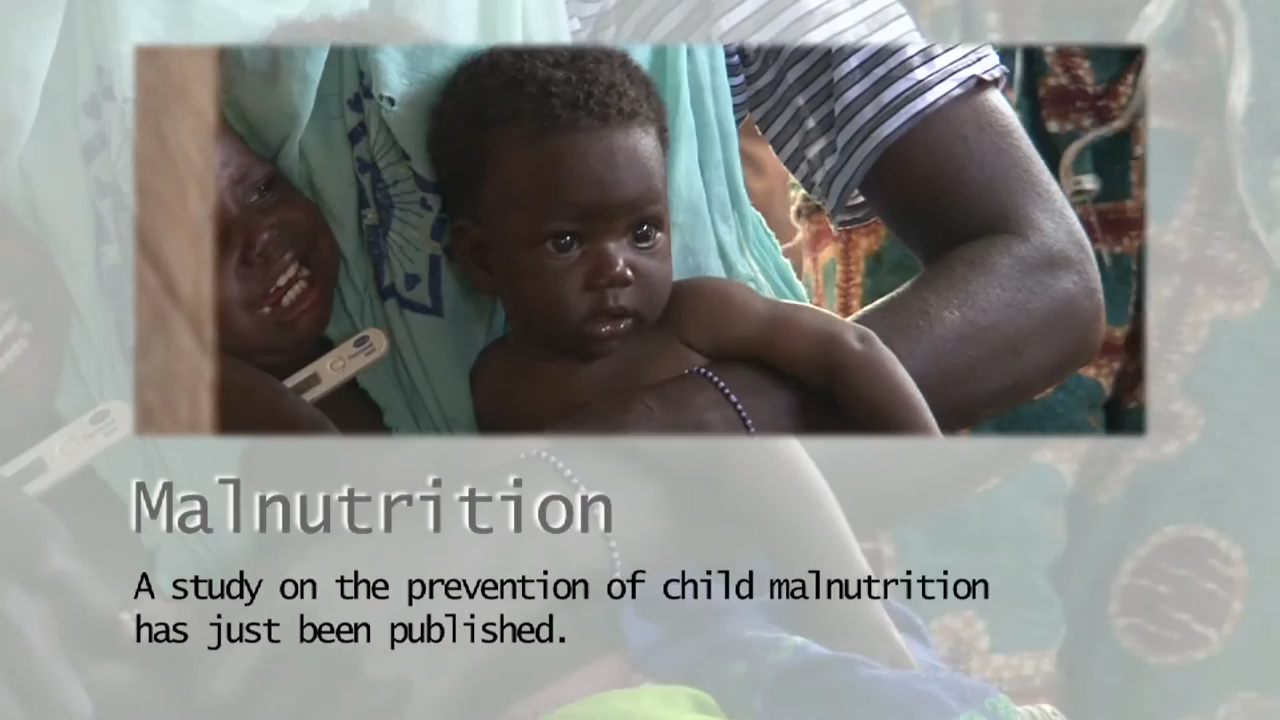 Malnutrition
A study on the prevention of child malnutrition
has just been published.